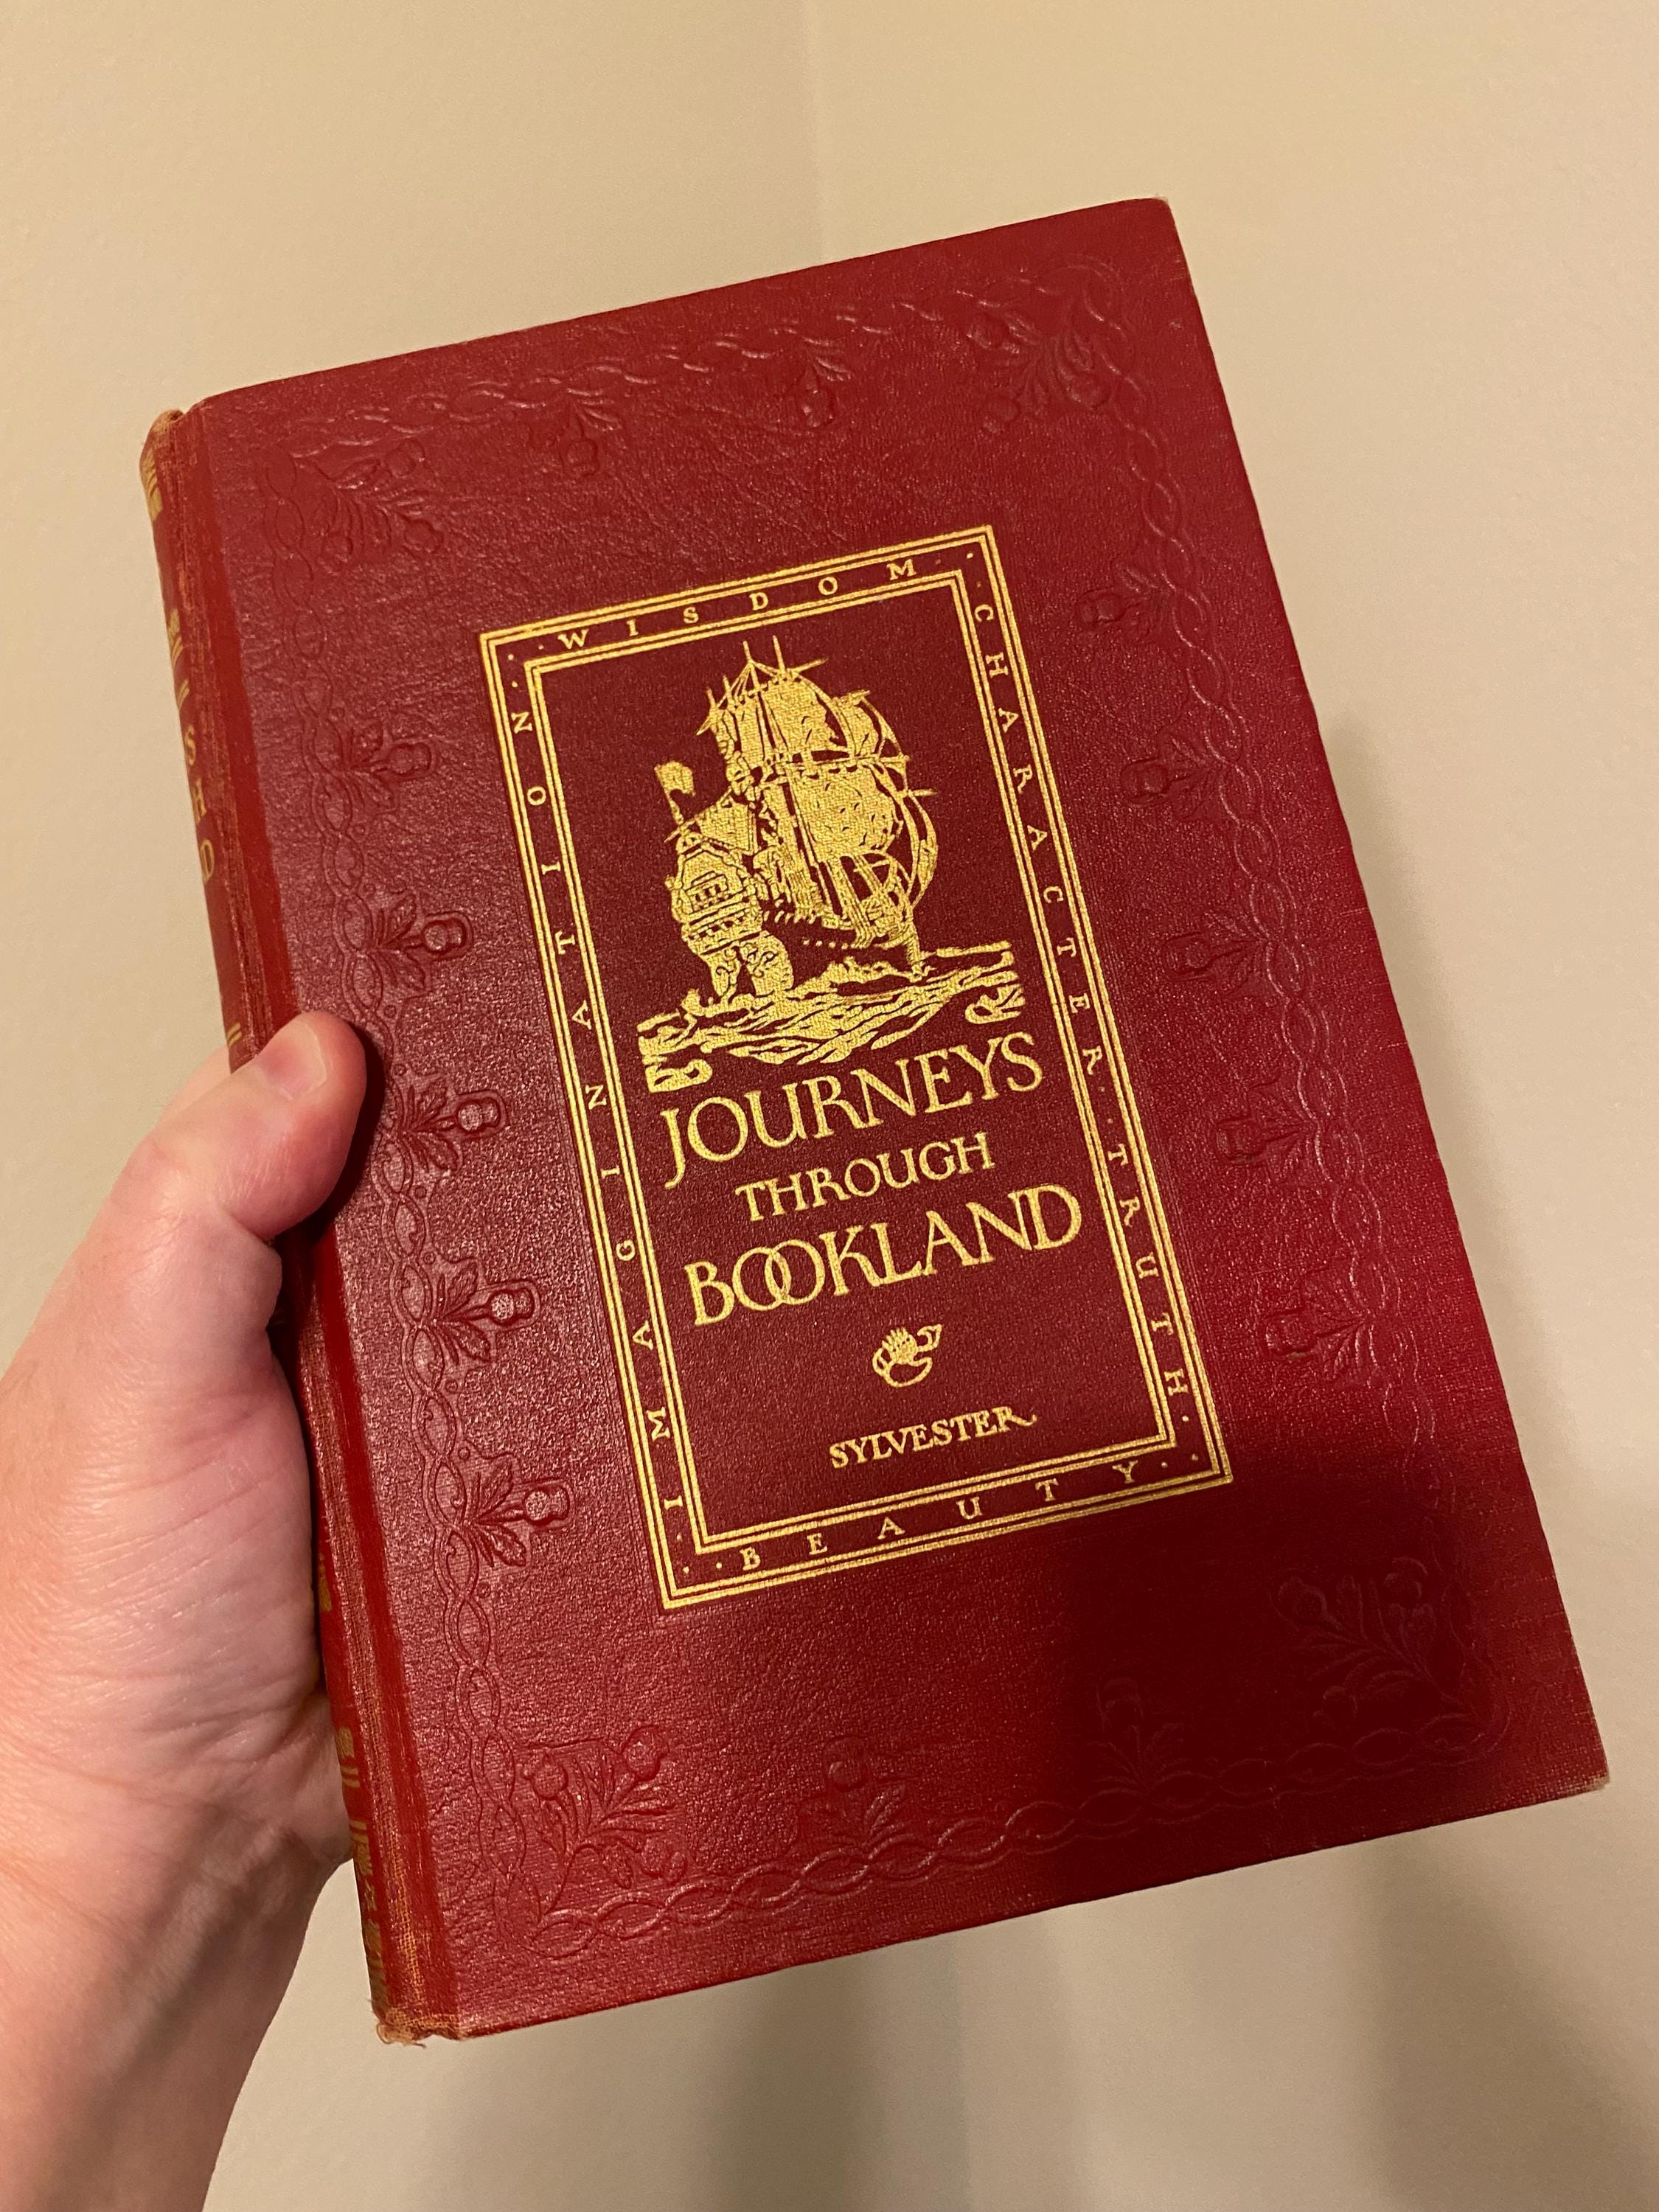 WISDOM
CHARACTER · TRUTH
IMAGINATION
BEAUTY
JOURNEYS
THROUGH
BOOKLAND
SYLVESTER